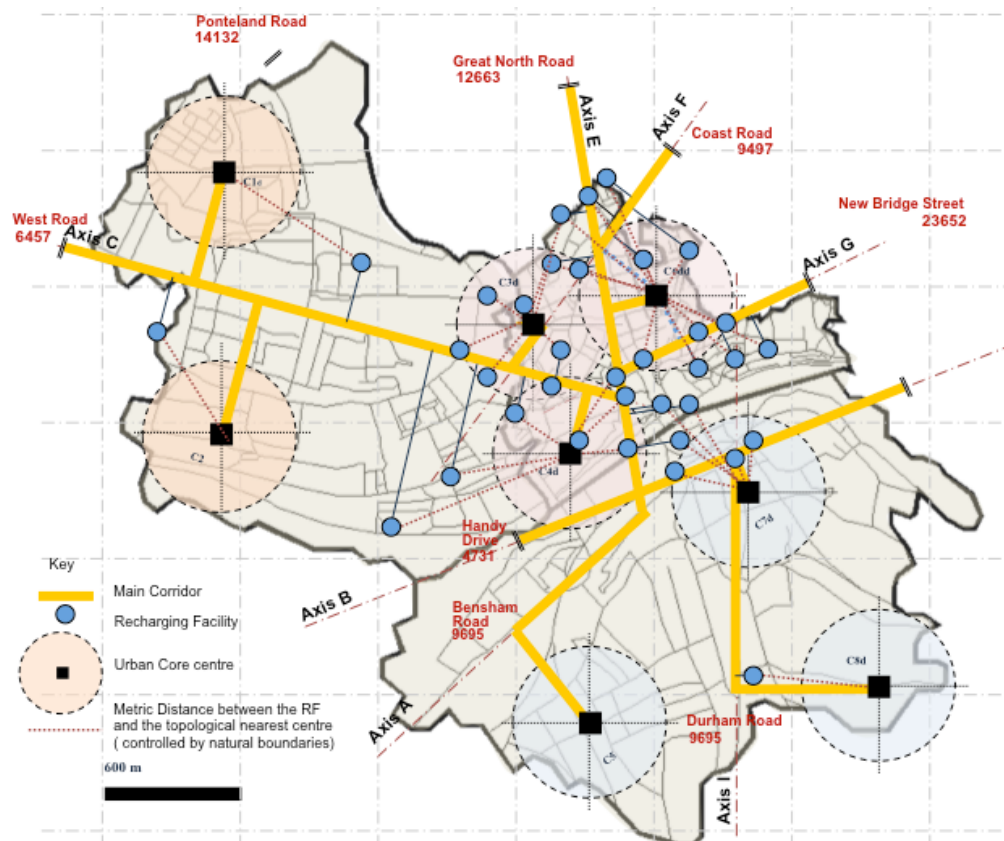 Ponteland Road
14132
Great North Road
12663
Axis E
Axis F
Coast Road
9497
New Bridge Street
23652
West Road
6457
Axis C
Axis G
C1c
C3d
C6dd
C2
C4d
C7d
Handy
Drive
4731
Axis B
Bensham
Road
9695
Axis A
C5
C8d
Durham Road
9695
Axis I
Key
Main Corridor
Recharging Facility
Urban Core centre
Metric Distance between the RF
and the topological nearest centre
( controlled by natural boundaries)
600 m